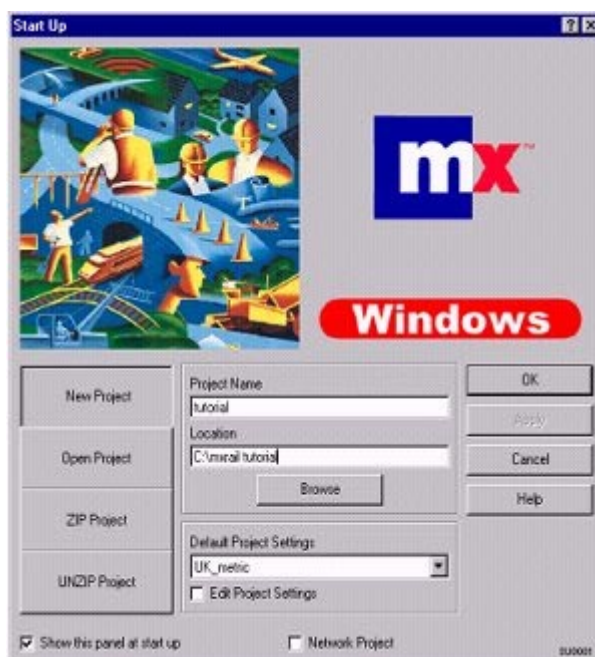 Start Up
mx™
Windows
New Project
Open Project
ZIP Project
UNZIP Project
Project Name
tutorial
Location
C:\mxrail tutorial
Browse
Default Project Settings
UK_metric
Edit Project Settings
OK
Apply
Cancel
Help
Show this panel at start up
Network Project